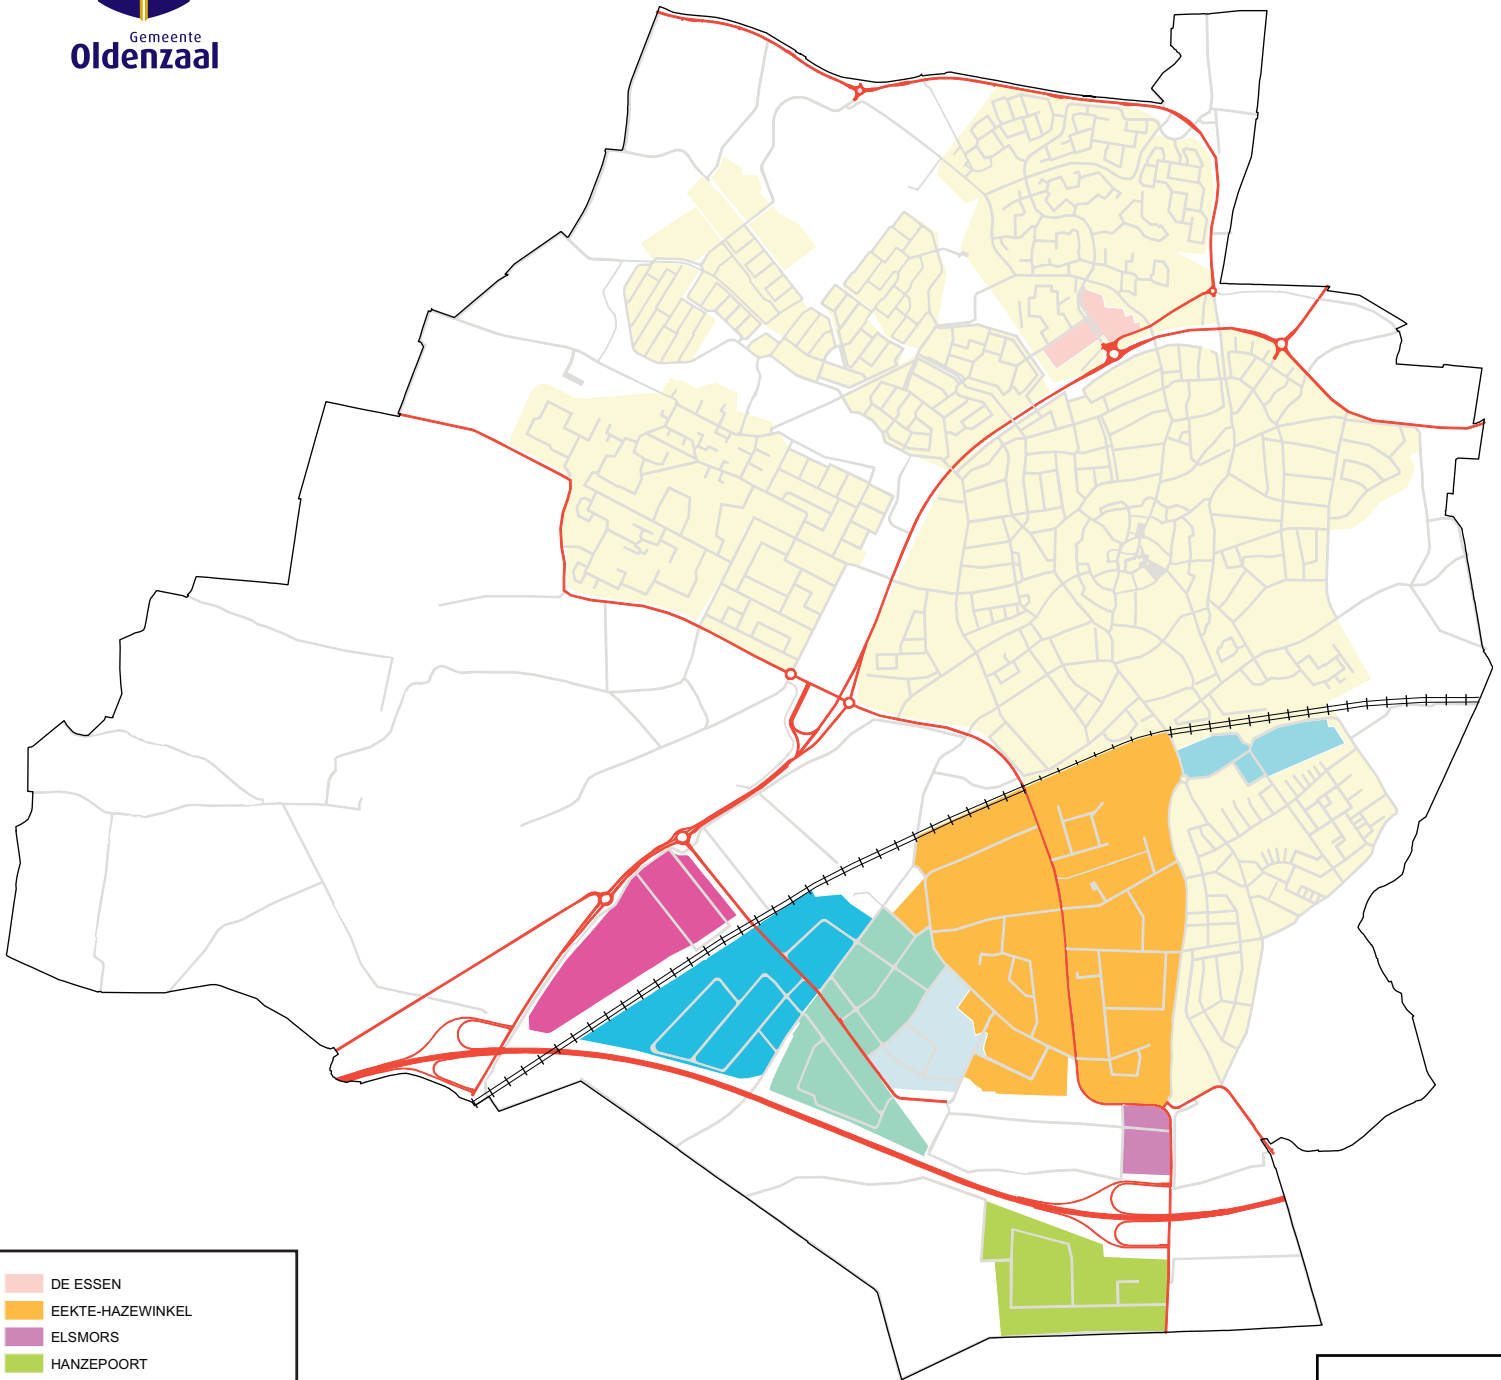 Gemeente
Oldenzaal
DE ESSEN
EEKTE-HAZEWINKEL
ELSMORS
HANZEPOORT